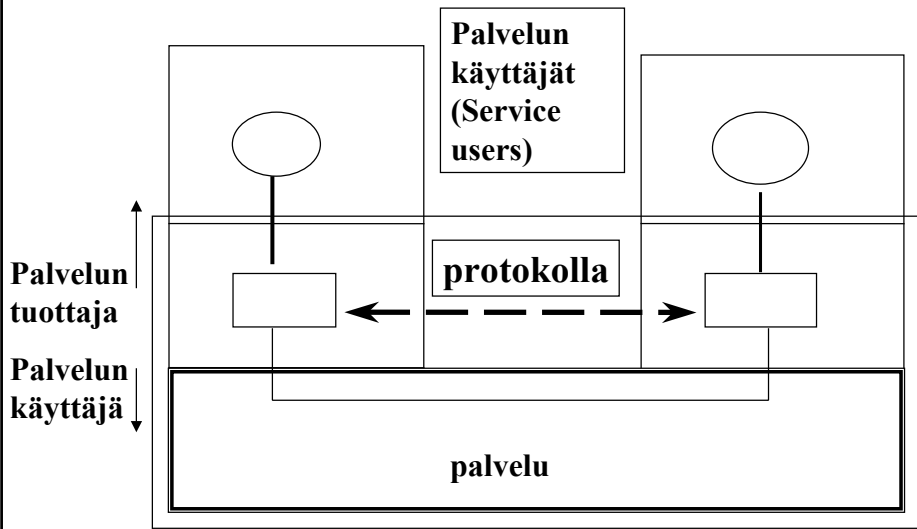 Palvelun
käyttäjät
(Service
users)
protokolla
Palvelun
tuottaja
Palvelun
käyttäjä
palvelu